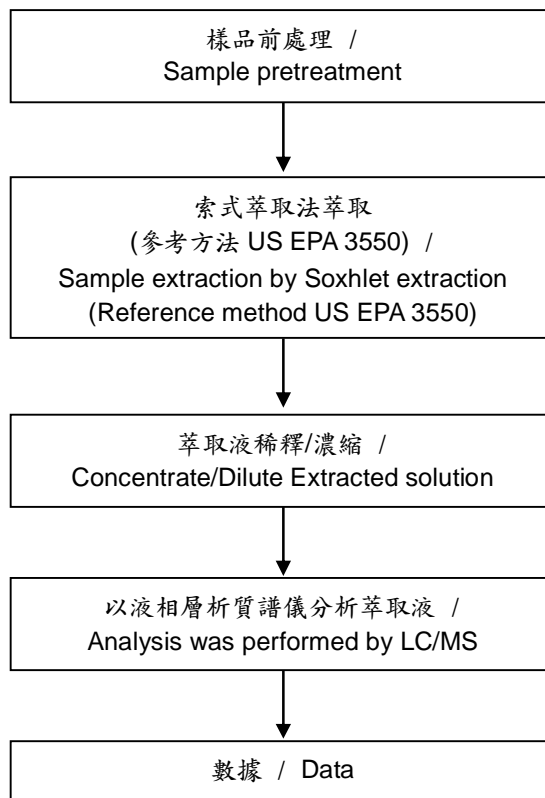 樣品前處理 /
Sample pretreatment
索式萃取法萃取
(參考方法 US EPA 3550) /
Sample extraction by Soxhlet extraction
(Reference method US EPA 3550)
萃取液稀釋/濃縮 /
Concentrate/Dilute Extracted solution
以液相層析質譜儀分析萃取液 /
Analysis was performed by LC/MS
數據 / Data